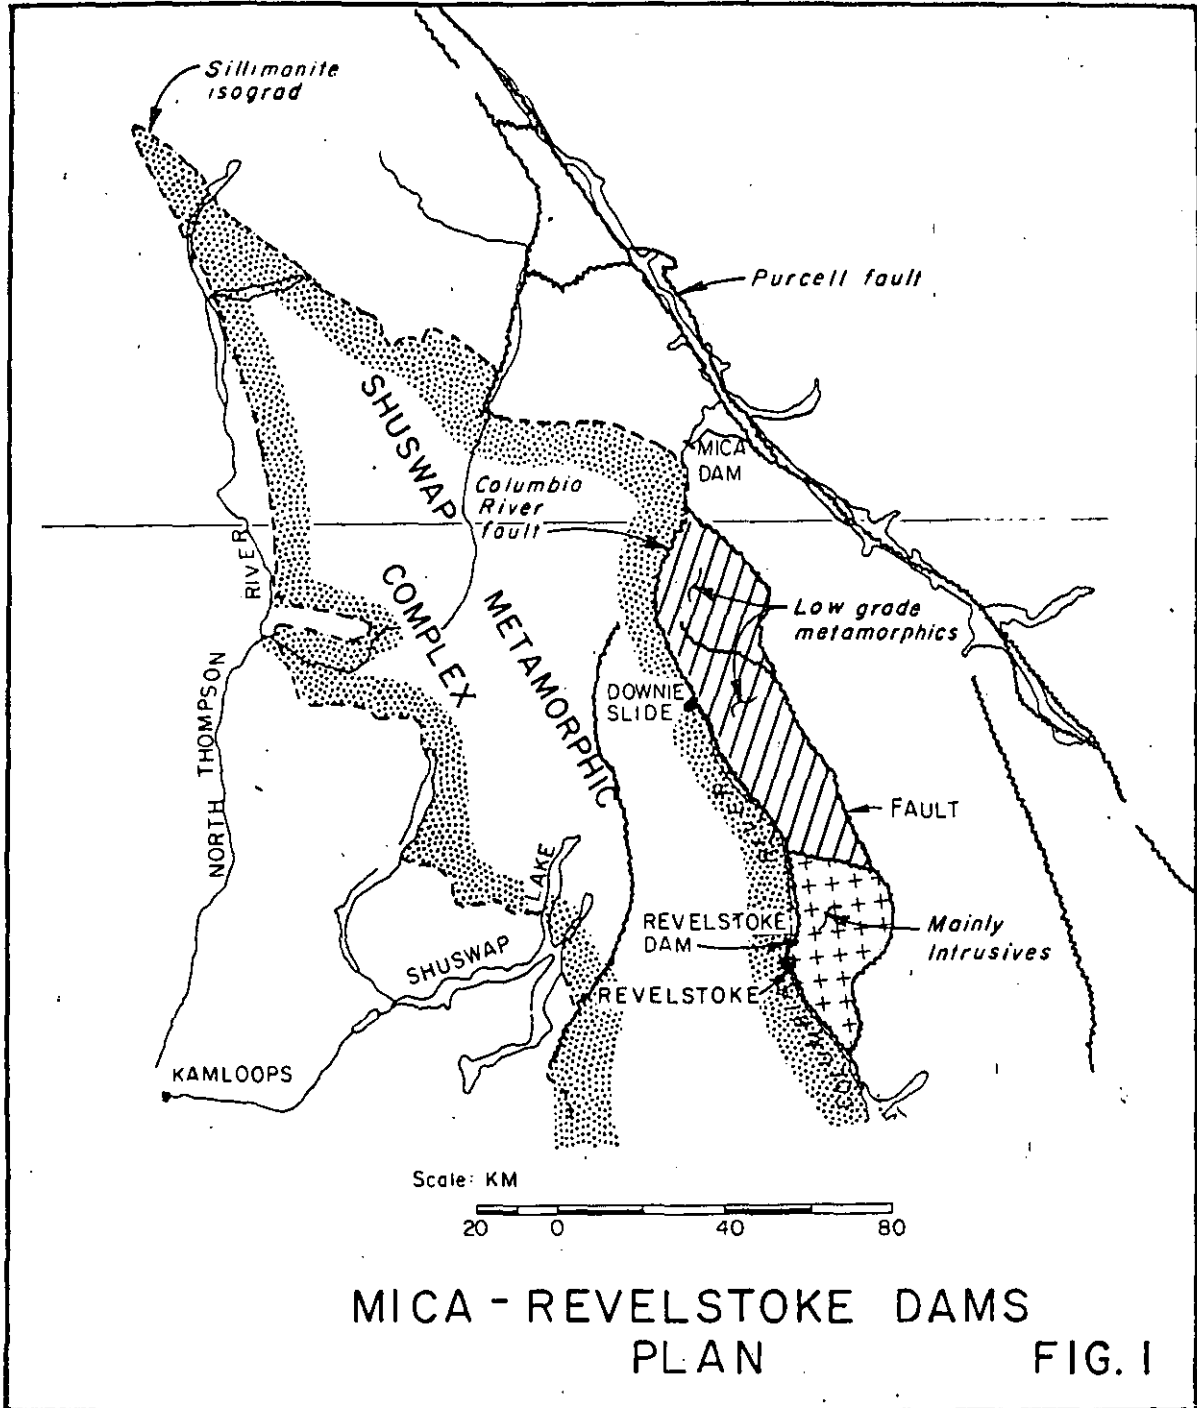 Sillimanite
isograd
Purcell fault
SHUSWAP
MICA
DAM
Columbia
River
fault
RIVER
COMPLEX
METAMORPHIC
Low grade
metamorphics
NORTH THOMPSON
DOWNIE
SLIDE
RIVER
FAULT
LAKE
REVELSTOKE
DAM
Mainly
Intrusives
SHUSWAP
REVELSTOKE
KAMLOOPS
Scale: KM
20 0 40 80
MICA - REVELSTOKE DAMS
PLAN
FIG. 1